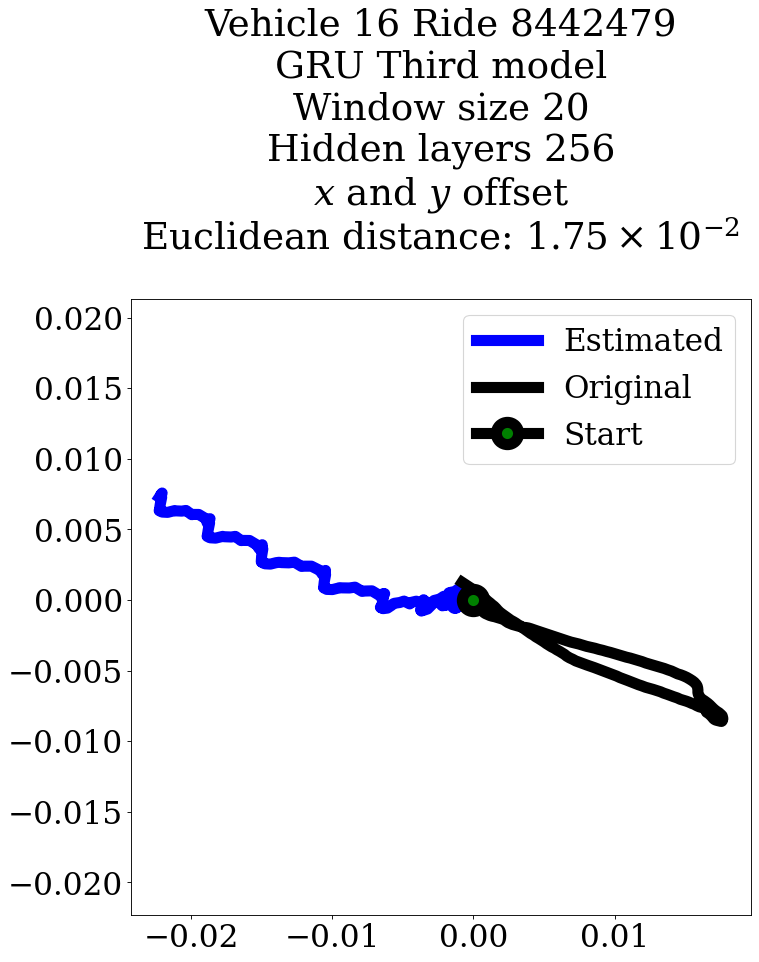 Vehicle 16 Ride 8442479
GRU Third model
Window size 20
Hidden layers 256
x and y offset
Euclidean distance: 1.75 × 10⁻²
Estimated
Original
Start
0.020
0.015
0.010
0.005
0.000
−0.005
−0.010
−0.015
−0.020
−0.02 −0.01 0.00 0.01